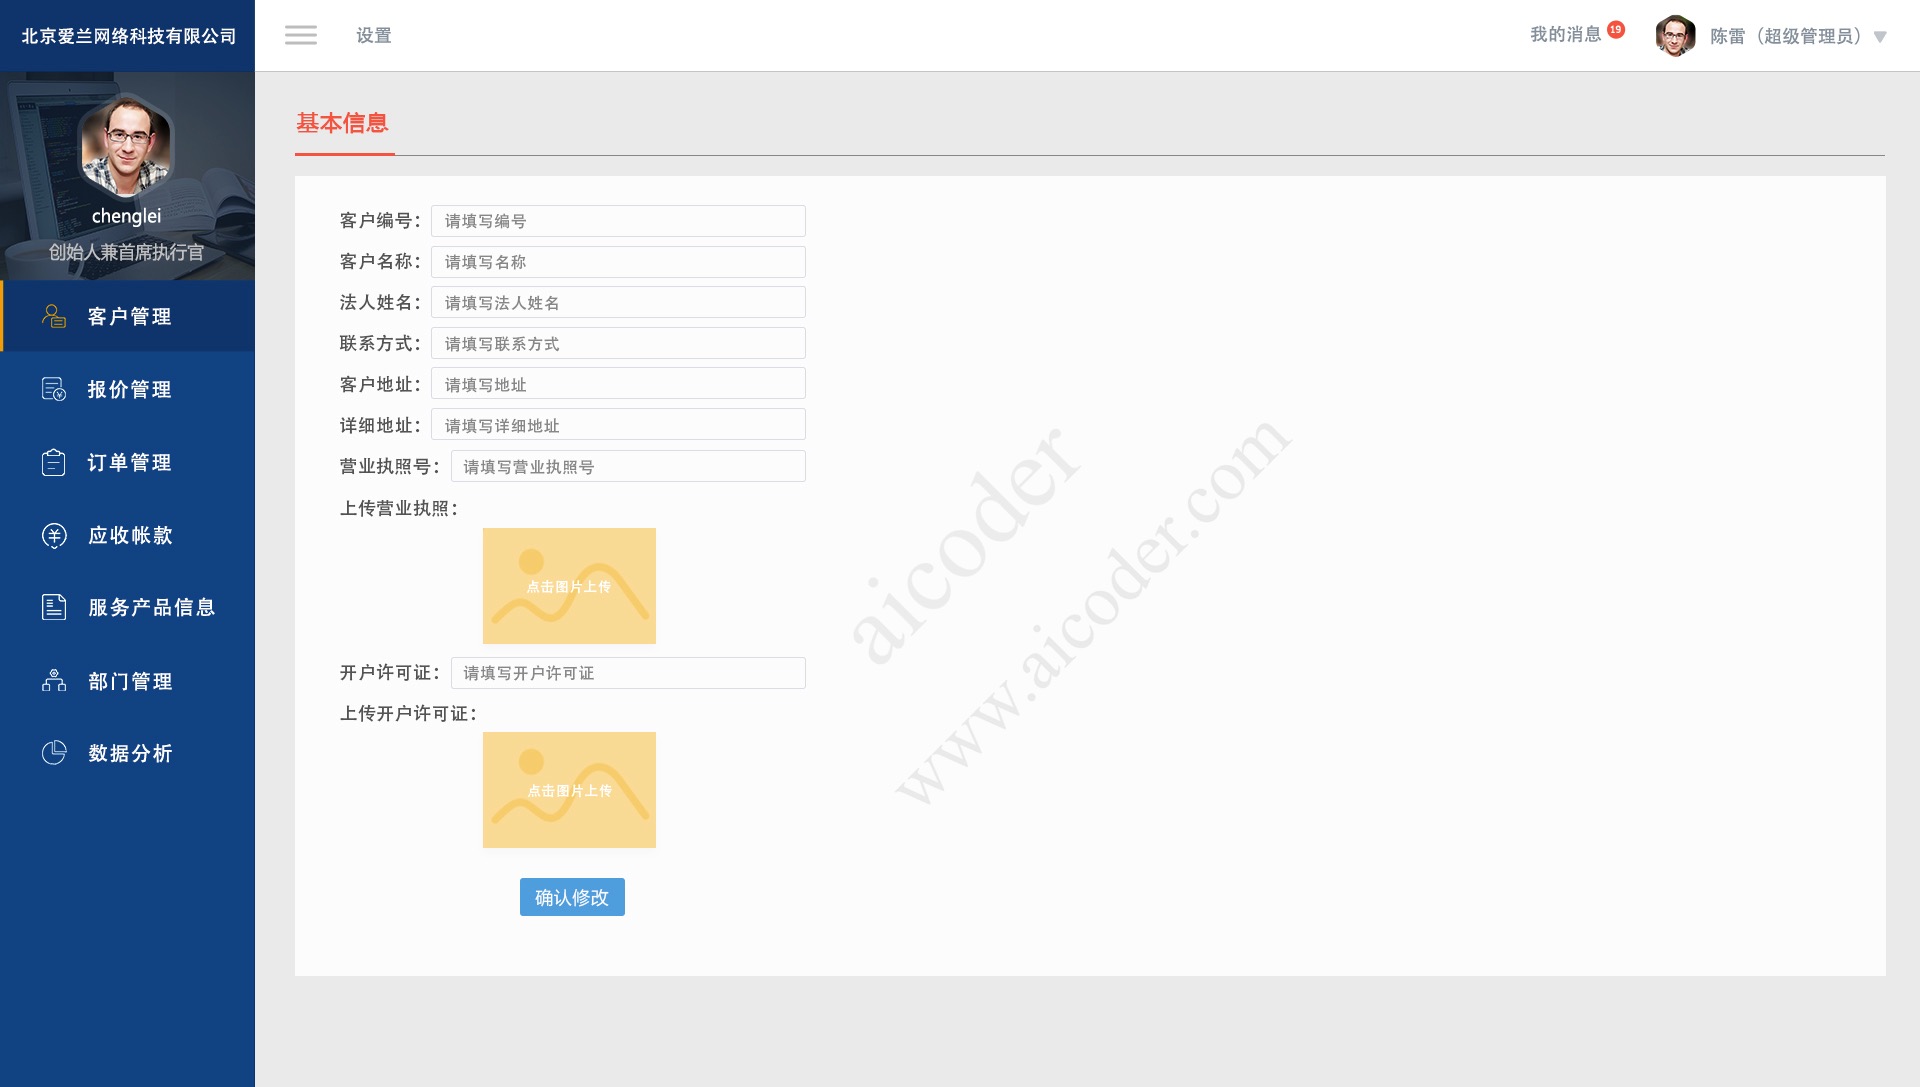 北京爱兰网络科技有限公司
设置
我的消息 19
陈雷（超级管理员）
chenglei
创始人兼首席执行官
客户管理
报价管理
订单管理
应收帐款
服务产品信息
部门管理
数据分析
基本信息
客户编号： 请填写编号
客户名称： 请填写名称
法人姓名： 请填写法人姓名
联系方式： 请填写联系方式
客户地址： 请填写地址
详细地址： 请填写详细地址
营业执照号： 请填写营业执照号
上传营业执照：
点击图片上传
开户许可证： 请填写开户许可证
上传开户许可证：
点击图片上传
确认修改
aicoder
www.aicoder.com